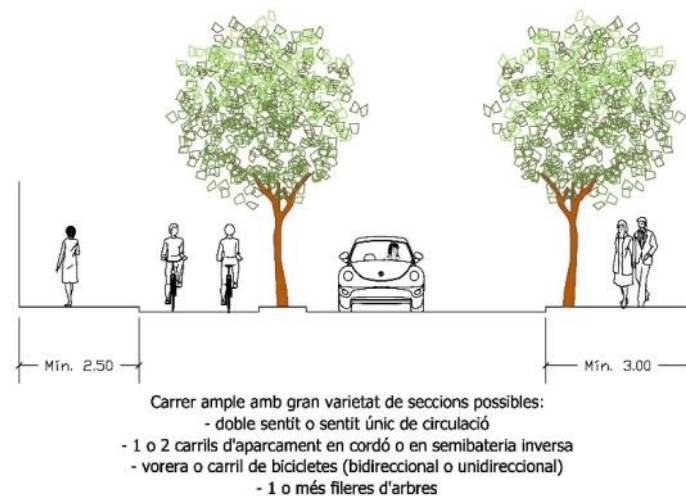 Mín. 2.50
Mín. 3.00
Carrer ample amb gran varietat de seccions possibles:
- doble sentit o sentit únic de circulació
- 1 o 2 carrils d'aparcament en cordó o en semibateria inversa
- vorera o carril de bicicletes (bidireccional o unidireccional)
- 1 o més fileres d'arbres